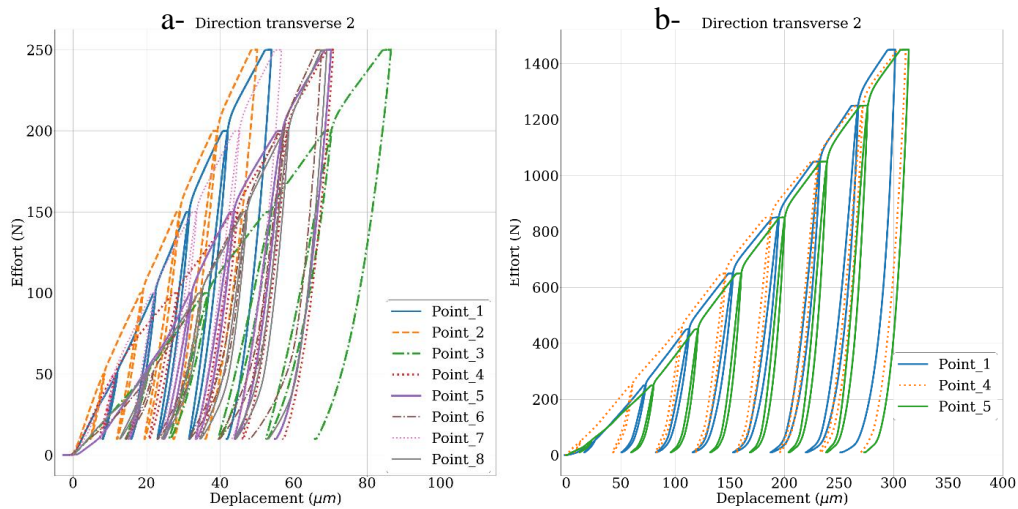 a-
Direction transverse 2
Effort (N)
250
200
150
100
50
0
0
20
40
60
80
100
Deplacement (μm)
Point_1
Point_2
Point_3
Point_4
Point_5
Point_6
Point_7
Point_8
b-
Direction transverse 2
Effort (N)
1400
1200
1000
800
600
400
200
0
0
50
100
150
200
250
300
350
400
Deplacement (μm)
Point_1
Point_4
Point_5